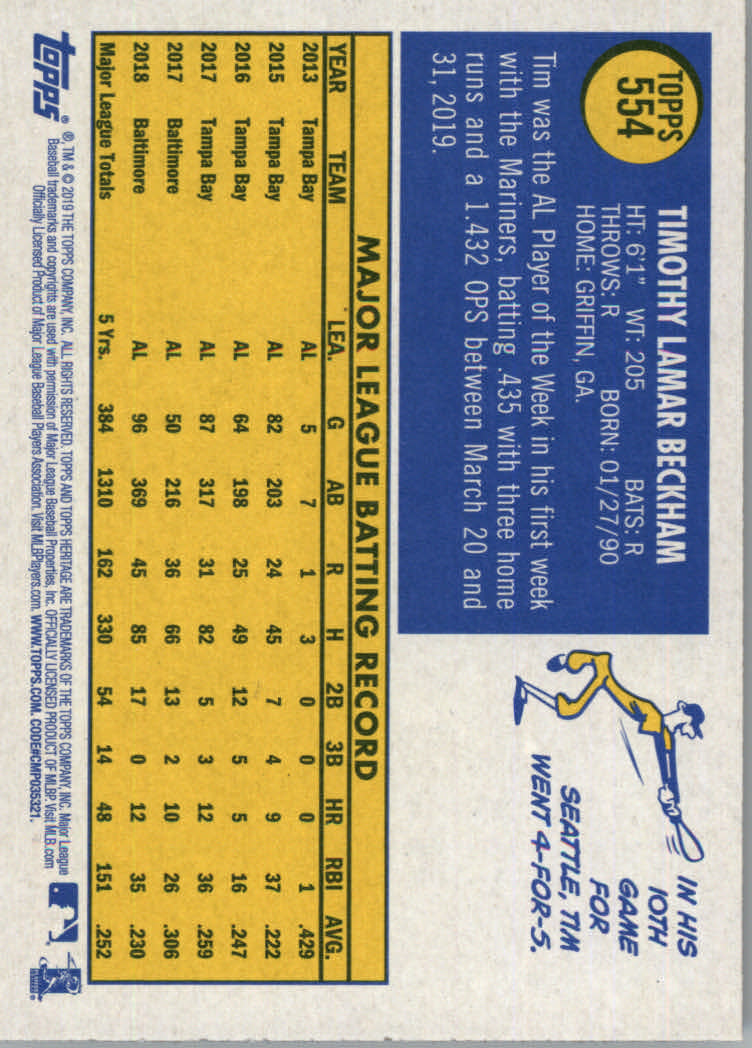 TOPPS
554
TIMOTHY LAMAR BECKHAM
HT: 6'1" WT: 205 BATS: R
THROWS: R BORN: 01/27/90
HOME: GRIFFIN, GA.
Tim was the AL Player of the Week in his first week
with the Mariners, batting .435 with three home
runs and a 1.432 OPS between March 20 and
31, 2019.
IN HIS
10TH
GAME
FOR
SEATTLE, TIM
WENT 4-FOR-5.
MAJOR LEAGUE BATTING RECORD
YEAR TEAM LEA. G AB R H 2B 3B HR RBI AVG.
2013 Tampa Bay AL 5 7 1 3 0 0 0 1 .429
2015 Tampa Bay AL 82 203 24 45 7 4 9 37 .222
2016 Tampa Bay AL 64 198 25 49 12 5 5 16 .247
2017 Tampa Bay AL 87 317 31 82 5 3 12 36 .259
2017 Baltimore AL 50 216 36 66 13 2 10 26 .306
2018 Baltimore AL 96 369 45 85 17 0 12 35 .230
Major League Totals 5 Yrs. 384 1310 162 330 54 14 48 151 .252
topps
®, TM & © 2019 THE TOPPS COMPANY, INC. ALL RIGHTS RESERVED. TOPPS AND TOPPS HERITAGE ARE TRADEMARKS OF THE TOPPS COMPANY, INC. Major League
Baseball trademarks and copyrights are used with permission of Major League Baseball Properties, Inc. OFFICIALLY LICENSED PRODUCT OF MLBP. Visit MLB.com
Officially Licensed Product of Major League Baseball Players Association. Visit MLBPlayers.com. WWW.TOPPS.COM. CODE#CMP035321.